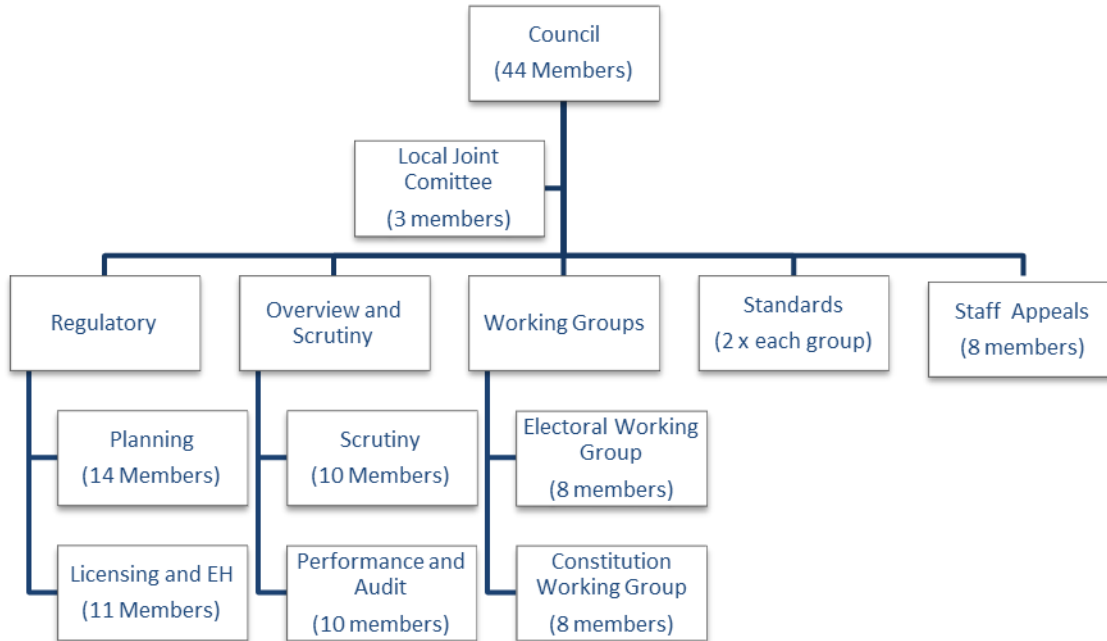 Council
(44 Members)
Local Joint
Comittee
(3 members)
Regulatory
Overview and
Scrutiny
Working Groups
Standards
(2 x each group)
Staff Appeals
(8 members)
Planning
(14 Members)
Scrutiny
(10 Members)
Electoral Working
Group
(8 members)
Licensing and EH
(11 Members)
Performance and
Audit
(10 members)
Constitution
Working Group
(8 members)